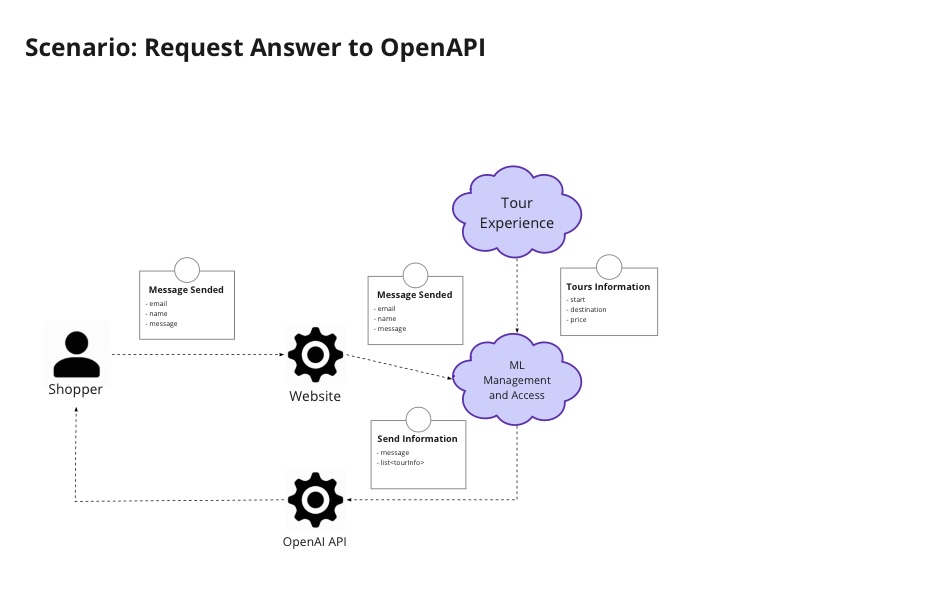 Scenario: Request Answer to OpenAPI
Tour
Experience
Message Sended
- email
- name
- message
Message Sended
- email
- name
- message
Tours Information
- start
- destination
- price
Shopper
Website
ML
Management
and Access
Send Information
- message
- list<tourInfo>
OpenAI API